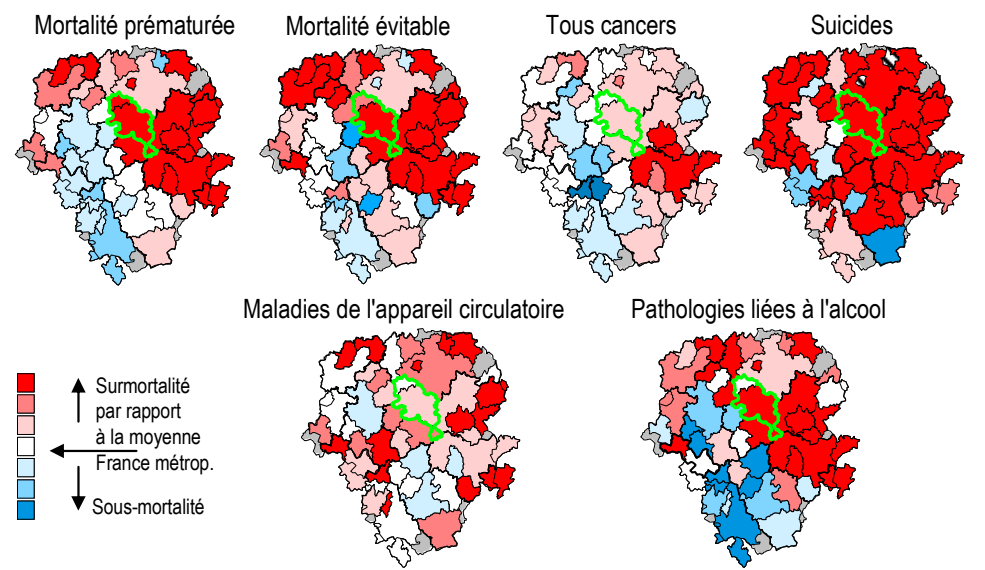 Mortalité prématurée
Mortalité évitable
Tous cancers
Suicides
Maladies de l'appareil circulatoire
Pathologies liées à l'alcool
Surmortalité
par rapport
à la moyenne
France métrop.
Sous-mortalité